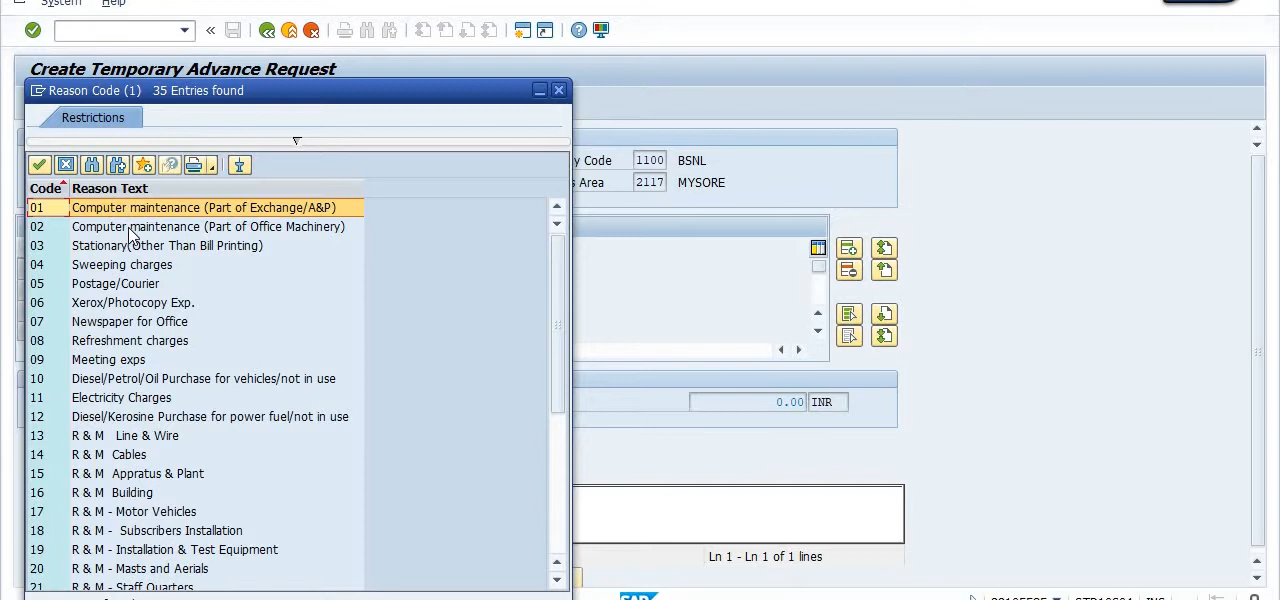 System Help
«
Create Temporary Advance Request
Reason Code (1) 35 Entries found
Restrictions
Code Reason Text
01 Computer maintenance (Part of Exchange/A&P)
02 Computer maintenance (Part of Office Machinery)
03 Stationary Other Than Bill Printing)
04 Sweeping charges
05 Postage/Courier
06 Xerox/Photocopy Exp.
07 Newspaper for Office
08 Refreshment charges
09 Meeting exps
10 Diesel/Petrol/Oil Purchase for vehicles/not in use
11 Electricity Charges
12 Diesel/Kerosine Purchase for power fuel/not in use
13 R & M Line & Wire
14 R & M Cables
15 R & M Appratus & Plant
16 R & M Building
17 R & M - Motor Vehicles
18 R & M - Subscribers Installation
19 R & M - Installation & Test Equipment
20 R & M - Masts and Aerials
21 R & M - Staff Quarters
y Code 1100 BSNL
s Area 2117 MYSORE
0.00 INR
Ln 1 - Ln 1 of 1 lines
SAP